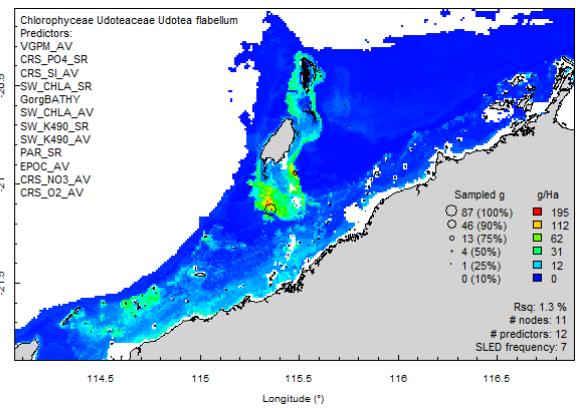 Chlorophyceae Udoteaceae Udotea flabellum
Predictors:
VGPM_AV
CRS_PO4_SR
CRS_SI_AV
SW_CHLA_SR
GorgBATHY
SW_CHLA_AV
SW_K490_SR
SW_K490_AV
PAR_SR
EPOC_AV
CRS_NO3_AV
CRS_O2_AV
-20.5
-21
-21.5
Sampled g g/Ha
87 (100%) 195
46 (90%) 112
13 (75%) 62
4 (50%) 31
1 (25%) 12
0 (10%) 0
Rsq: 1.3 %
# nodes: 11
# predictors: 12
SLED frequency: 7
114.5 115 115.5 116 116.5
Longitude (°)